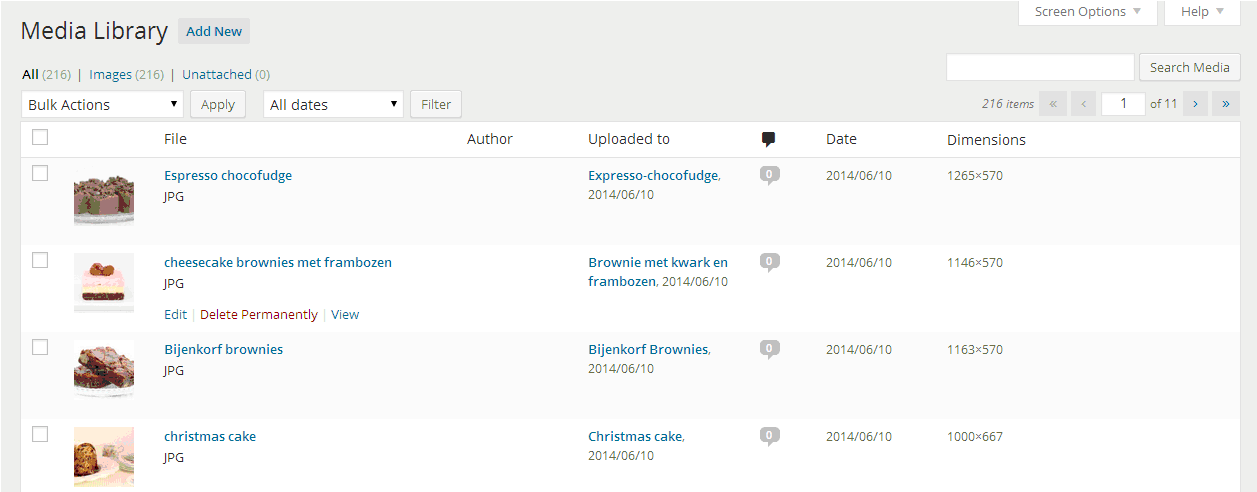 Screen Options Help
Media Library Add New
All (216) | Images (216) | Unattached (0)
Search Media
Bulk Actions Apply All dates Filter 216 items « ‹ 1 of 11 › »
File Author Uploaded to Date Dimensions
Espresso chocofudge Expresso-chocofudge, 0 2014/06/10 1265×570
JPG 2014/06/10
cheesecake brownies met frambozen Brownie met kwark en 0 2014/06/10 1146×570
JPG frambozen, 2014/06/10
Edit | Delete Permanently | View
Bijenkorf brownies Bijenkorf Brownies, 0 2014/06/10 1163×570
JPG 2014/06/10
christmas cake Christmas cake, 0 2014/06/10 1000×667
JPG 2014/06/10